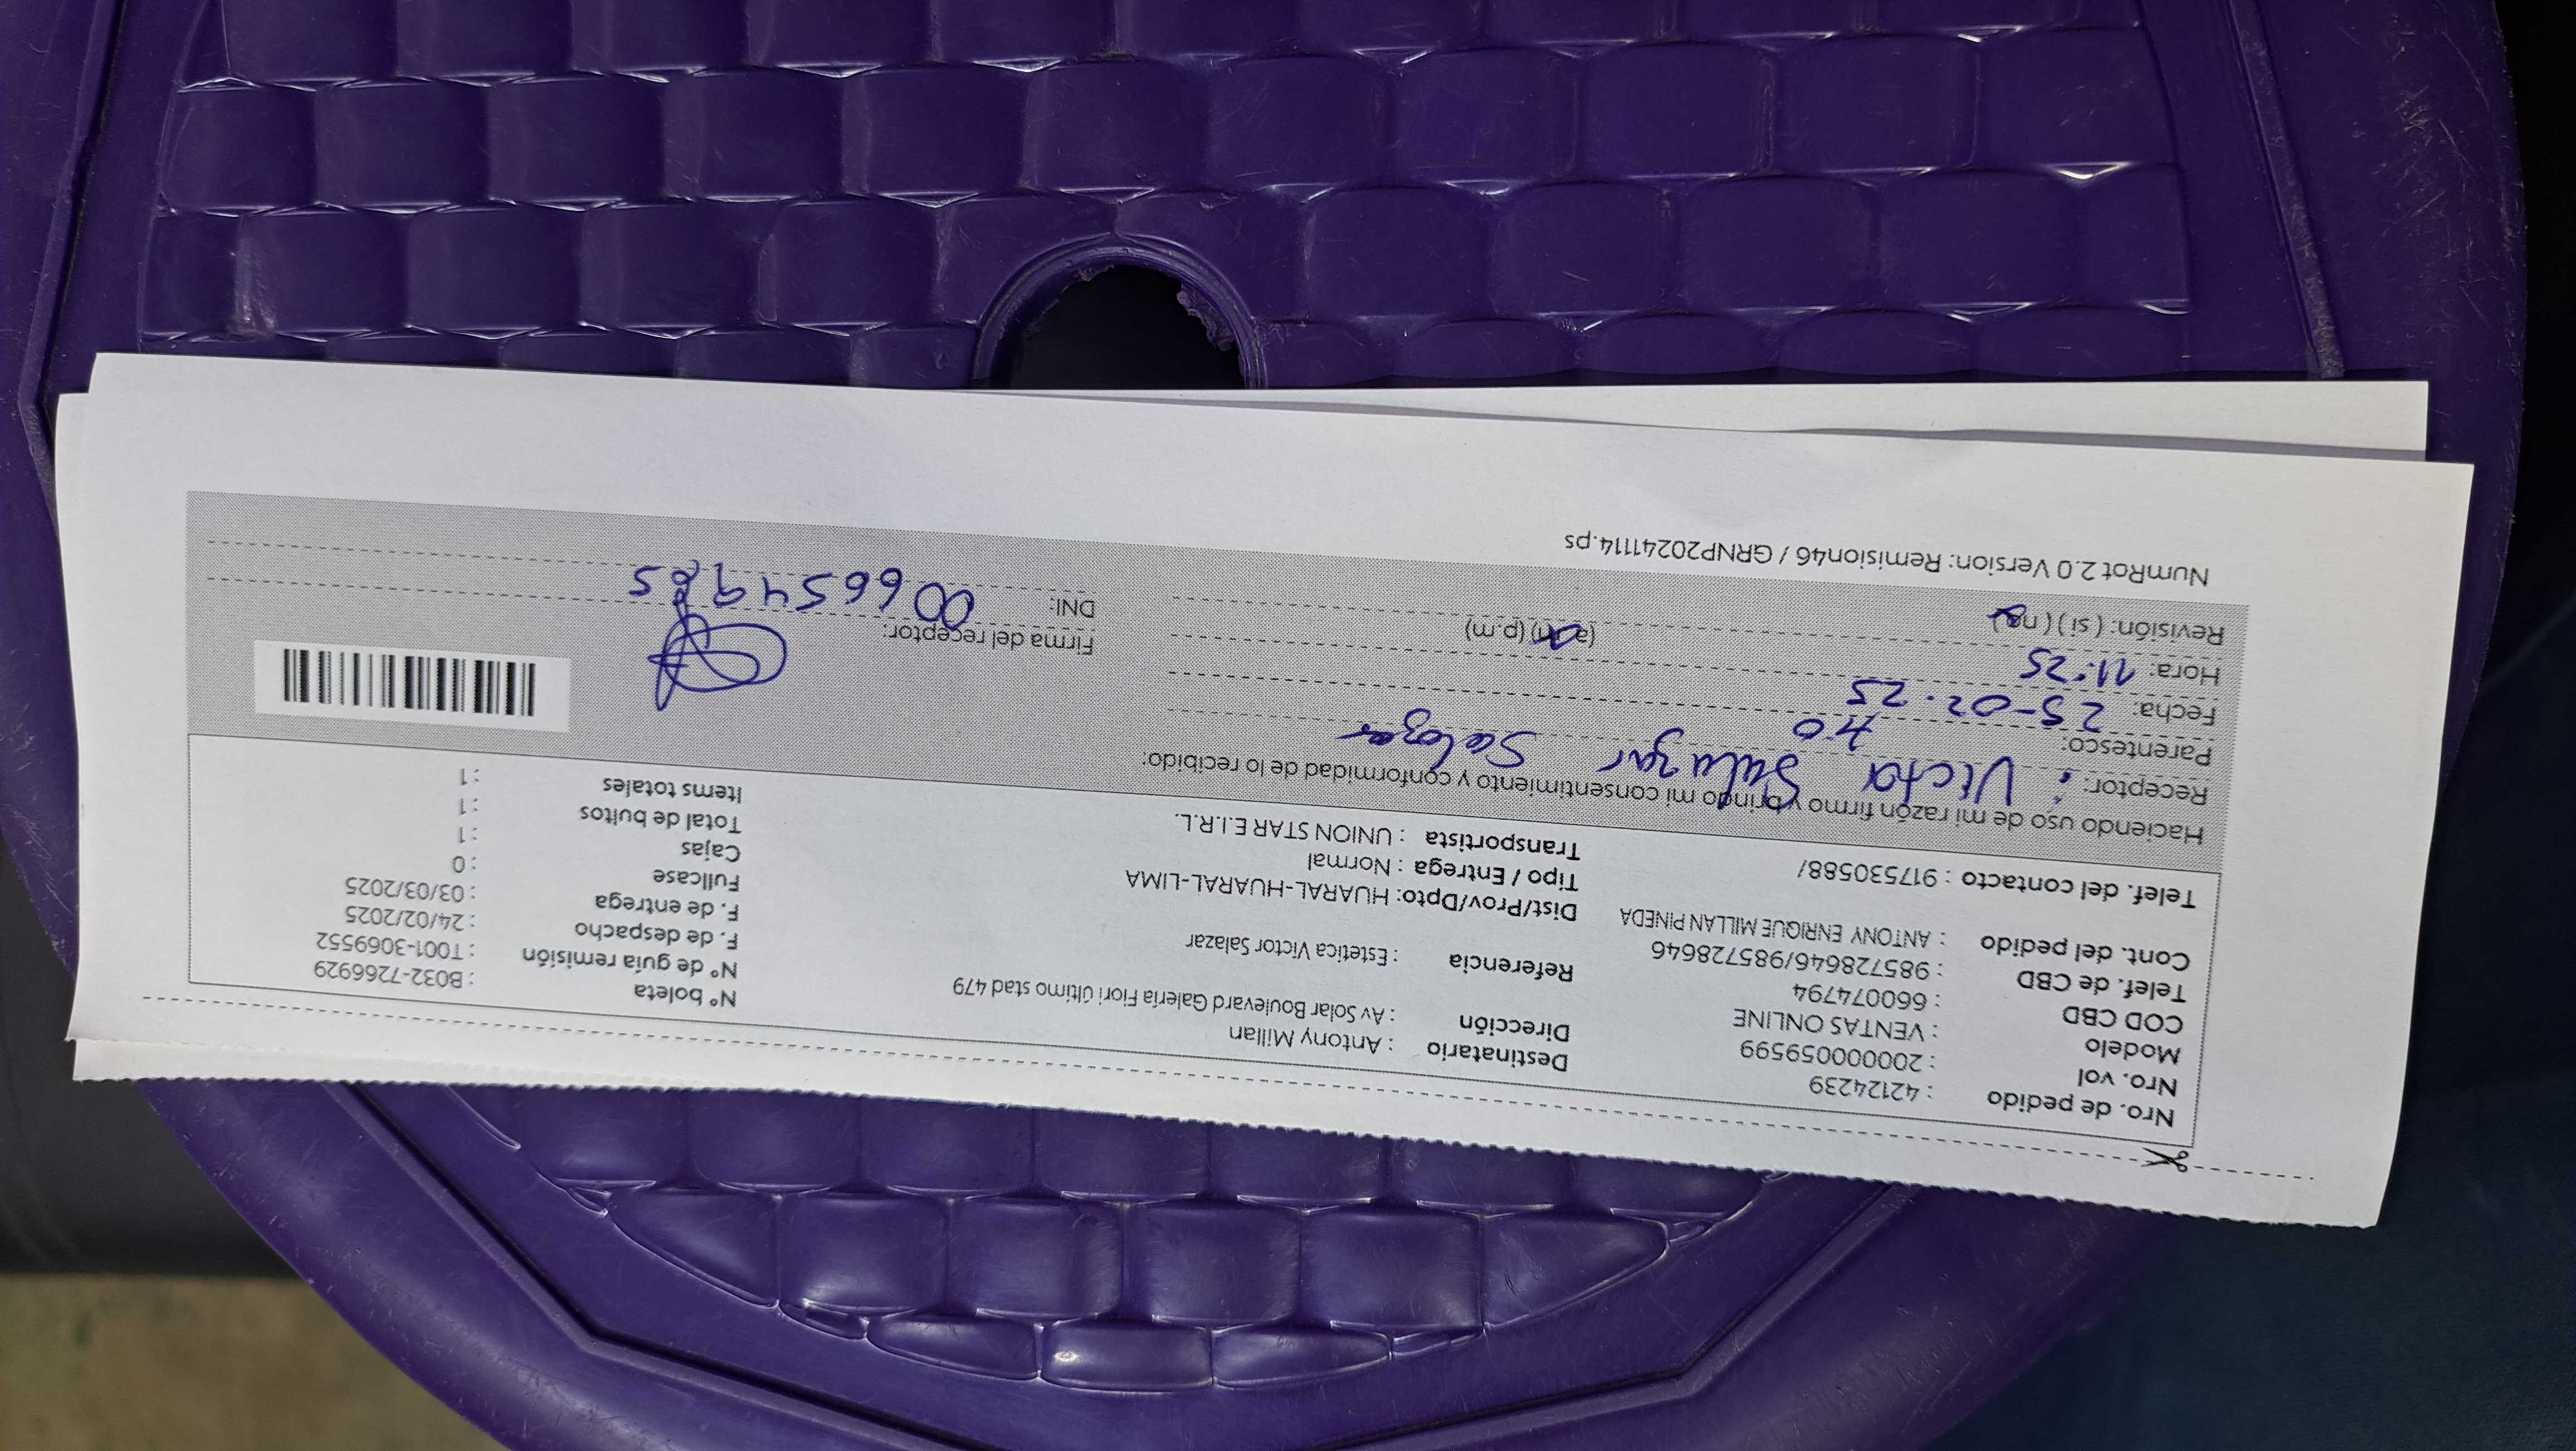 Nro. de pedido : 42124239
Nro. vol : 20000059599
Modelo : VENTAS ONLINE
COD CBD : 660074794
Telef. de CBD : 985728646/985728646
Cont. del pedido : ANTONY ENRIQUE MILLAN PINEDA
Telef. del contacto : 917530588/
Destinatario : Antony Millan
Dirección : Av Solar Boulevard Galería Fiori último stad 479
Referencia : Estetica Victor Salazar
Dist/Prov/Dpto: HUARAL-HUARAL-LIMA
Tipo / Entrega : Normal
Transportista : UNION STAR E.I.R.L.
N° boleta : B032-7266929
N° de guía remisión : T001-3069552
F. de despacho : 24/02/2025
F. de entrega : 03/03/2025
Fullcase : 0
Cajas : 1
Total de bultos : 1
Items totales : 1
Haciendo uso de mi razón firmo y brindo mi consentimiento y conformidad de lo recibido:
Receptor: Victor Salazar Salazar
Parentesco:
Fecha: 25-02-25
Hora: 11:25 (a.m) (p.m)
Revisión: ( si ) ( no )
Firma del receptor:
DNI:
NumRot 2.0 Version: Remision46 / GRNP20241114.ps